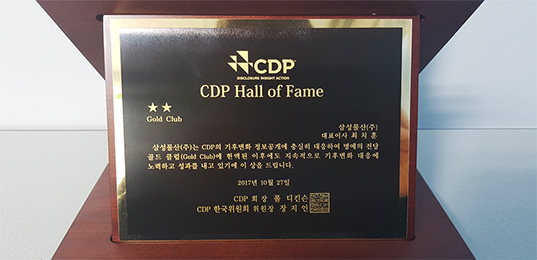 CDP
DISCLOSURE INSIGHT ACTION
CDP Hall of Fame
★★
Gold Club
삼성물산(주)
대표이사 최 치 훈
삼성물산(주)는 CDP의 기후변화 정보공개에 충실히 대응하여 명예의 전당
골드 클럽(Gold Club)에 헌액된 이후에도 지속적으로 기후변화 대응에
노력하고 성과를 내고 있기에 이 상을 드립니다.
2017년 10월 27일
CDP 회 장 폴 디킨슨
CDP 한국위원회 위원장 장 지 인